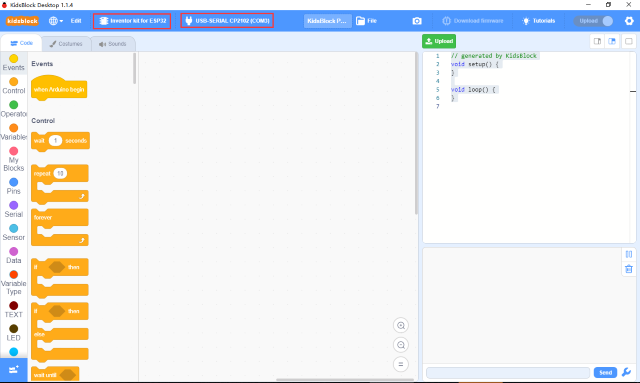 KidsBlock Desktop 1.1.4
kidsblock
Edit
Inventor kit for ESP32
USB-SERIAL CP2102 (COM3)
KidsBlock P...
File
Download firmware
Tutorials
Upload
Code
Costumes
Sounds
Upload
Events
Control
Operator
Variable
My
Blocks
Pins
Serial
Sensor
Data
Variable
Type
TEXT
LED
Events
when Arduino begin
Control
wait 1 seconds
repeat 10
forever
if then
if then
else
wait until
1 // generated by KidsBlock
2 void setup() {
3 }
4
5 void loop() {
6 }
7
Send